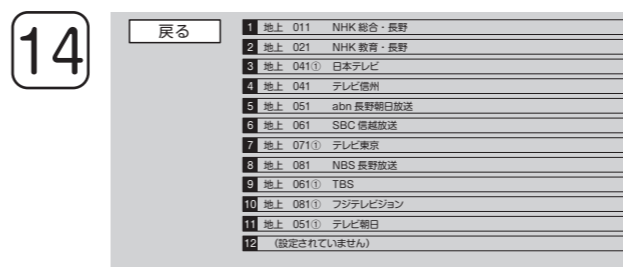 14
戻る
1 地上 011 NHK 総合・長野
2 地上 021 NHK 教育・長野
3 地上 041① 日本テレビ
4 地上 041 テレビ信州
5 地上 051 abn 長野朝日放送
6 地上 061 SBC 信越放送
7 地上 071① テレビ東京
8 地上 081 NBS 長野放送
9 地上 061① TBS
10 地上 081① フジテレビジョン
11 地上 051① テレビ朝日
12 （設定されていません）